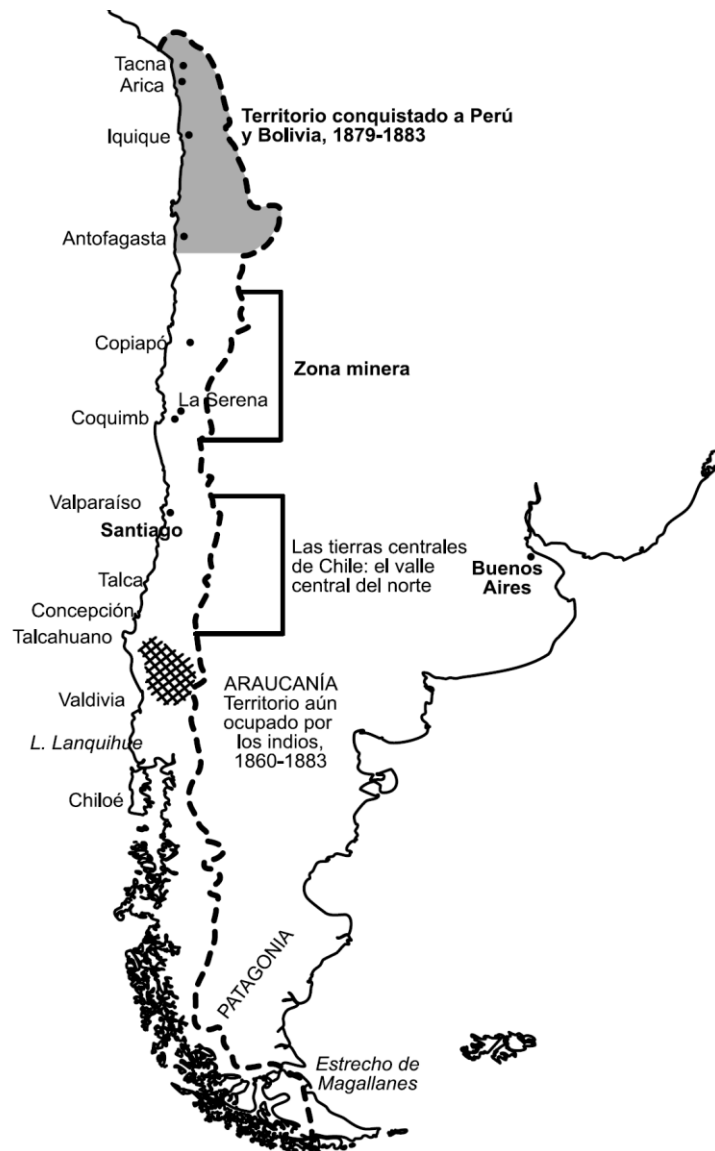 Tacna
Arica
Territorio conquistado a Perú
y Bolivia, 1879-1883
Iquique
Antofagasta
Copiapó
Zona minera
La Serena
Coquimb
Valparaíso
Santiago
Las tierras centrales
de Chile: el valle
central del norte
Buenos
Aires
Talca
Concepción
Talcahuano
ARAUCANÍA
Territorio aún
ocupado por
los indios,
1860-1883
Valdivia
L. Lanquihue
Chiloé
PATAGONIA
Estrecho de
Magallanes